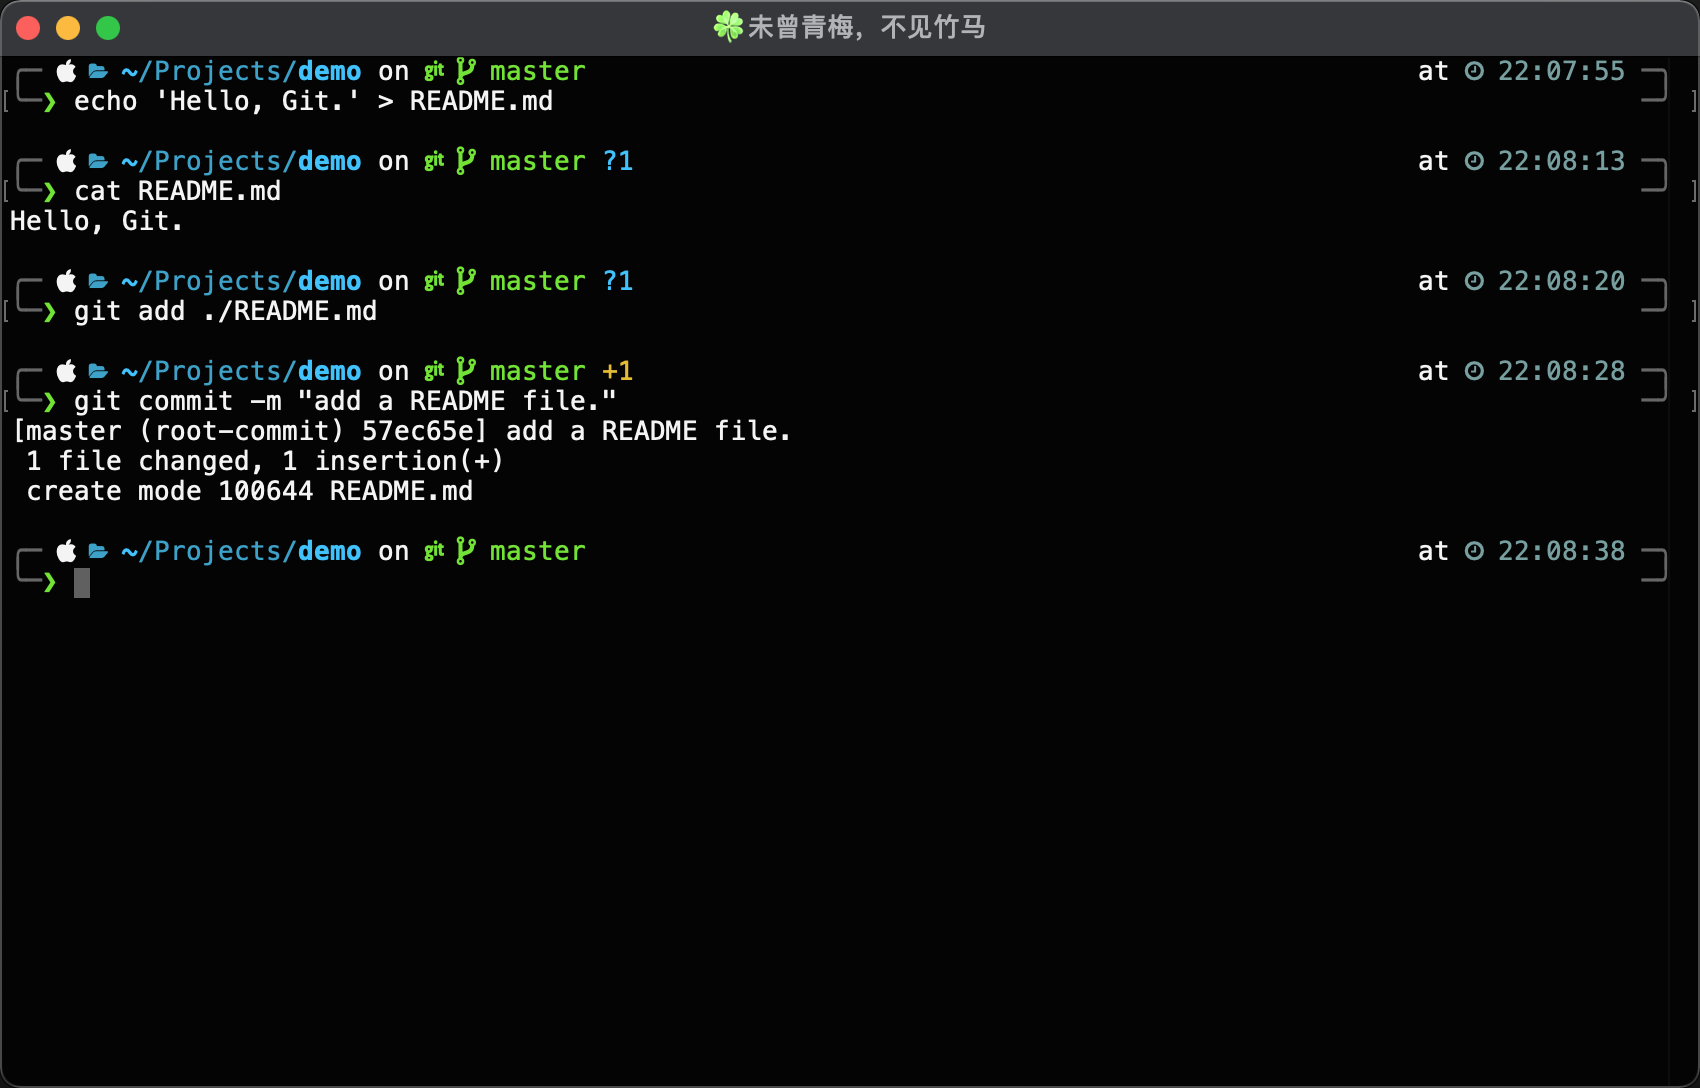 未曾青梅，不见竹马
~/Projects/demo on git master at 22:07:55
❯ echo 'Hello, Git.' > README.md
~/Projects/demo on git master ?1 at 22:08:13
❯ cat README.md
Hello, Git.
~/Projects/demo on git master ?1 at 22:08:20
❯ git add ./README.md
~/Projects/demo on git master +1 at 22:08:28
❯ git commit -m "add a README file."
[master (root-commit) 57ec65e] add a README file.
1 file changed, 1 insertion(+)
create mode 100644 README.md
~/Projects/demo on git master at 22:08:38
❯